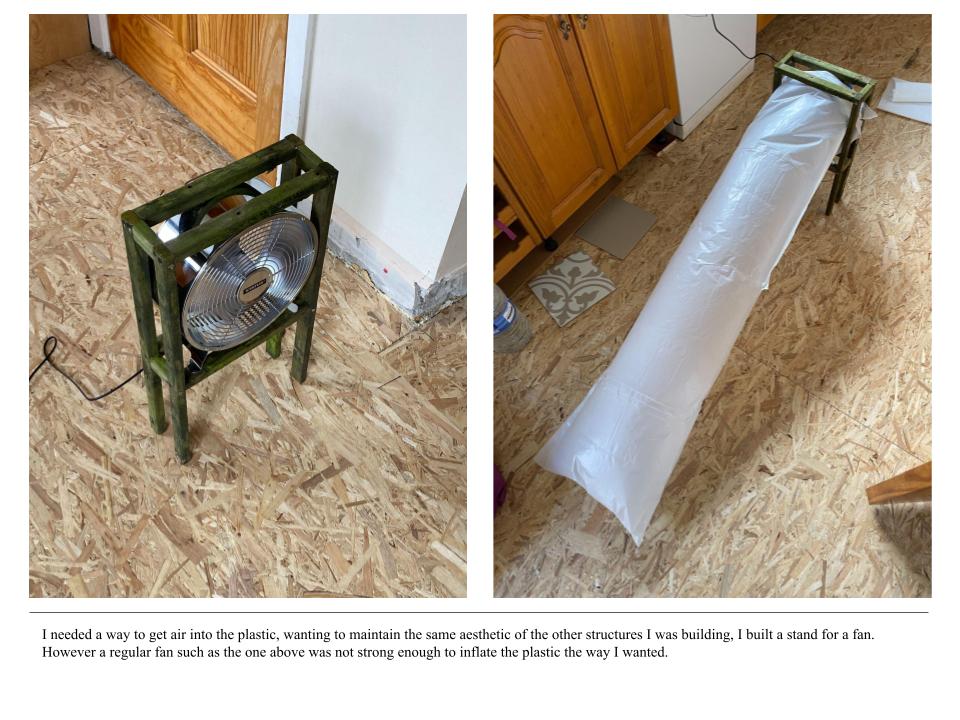 I needed a way to get air into the plastic, wanting to maintain the same aesthetic of the other structures I was building, I built a stand for a fan.
However a regular fan such as the one above was not strong enough to inflate the plastic the way I wanted.